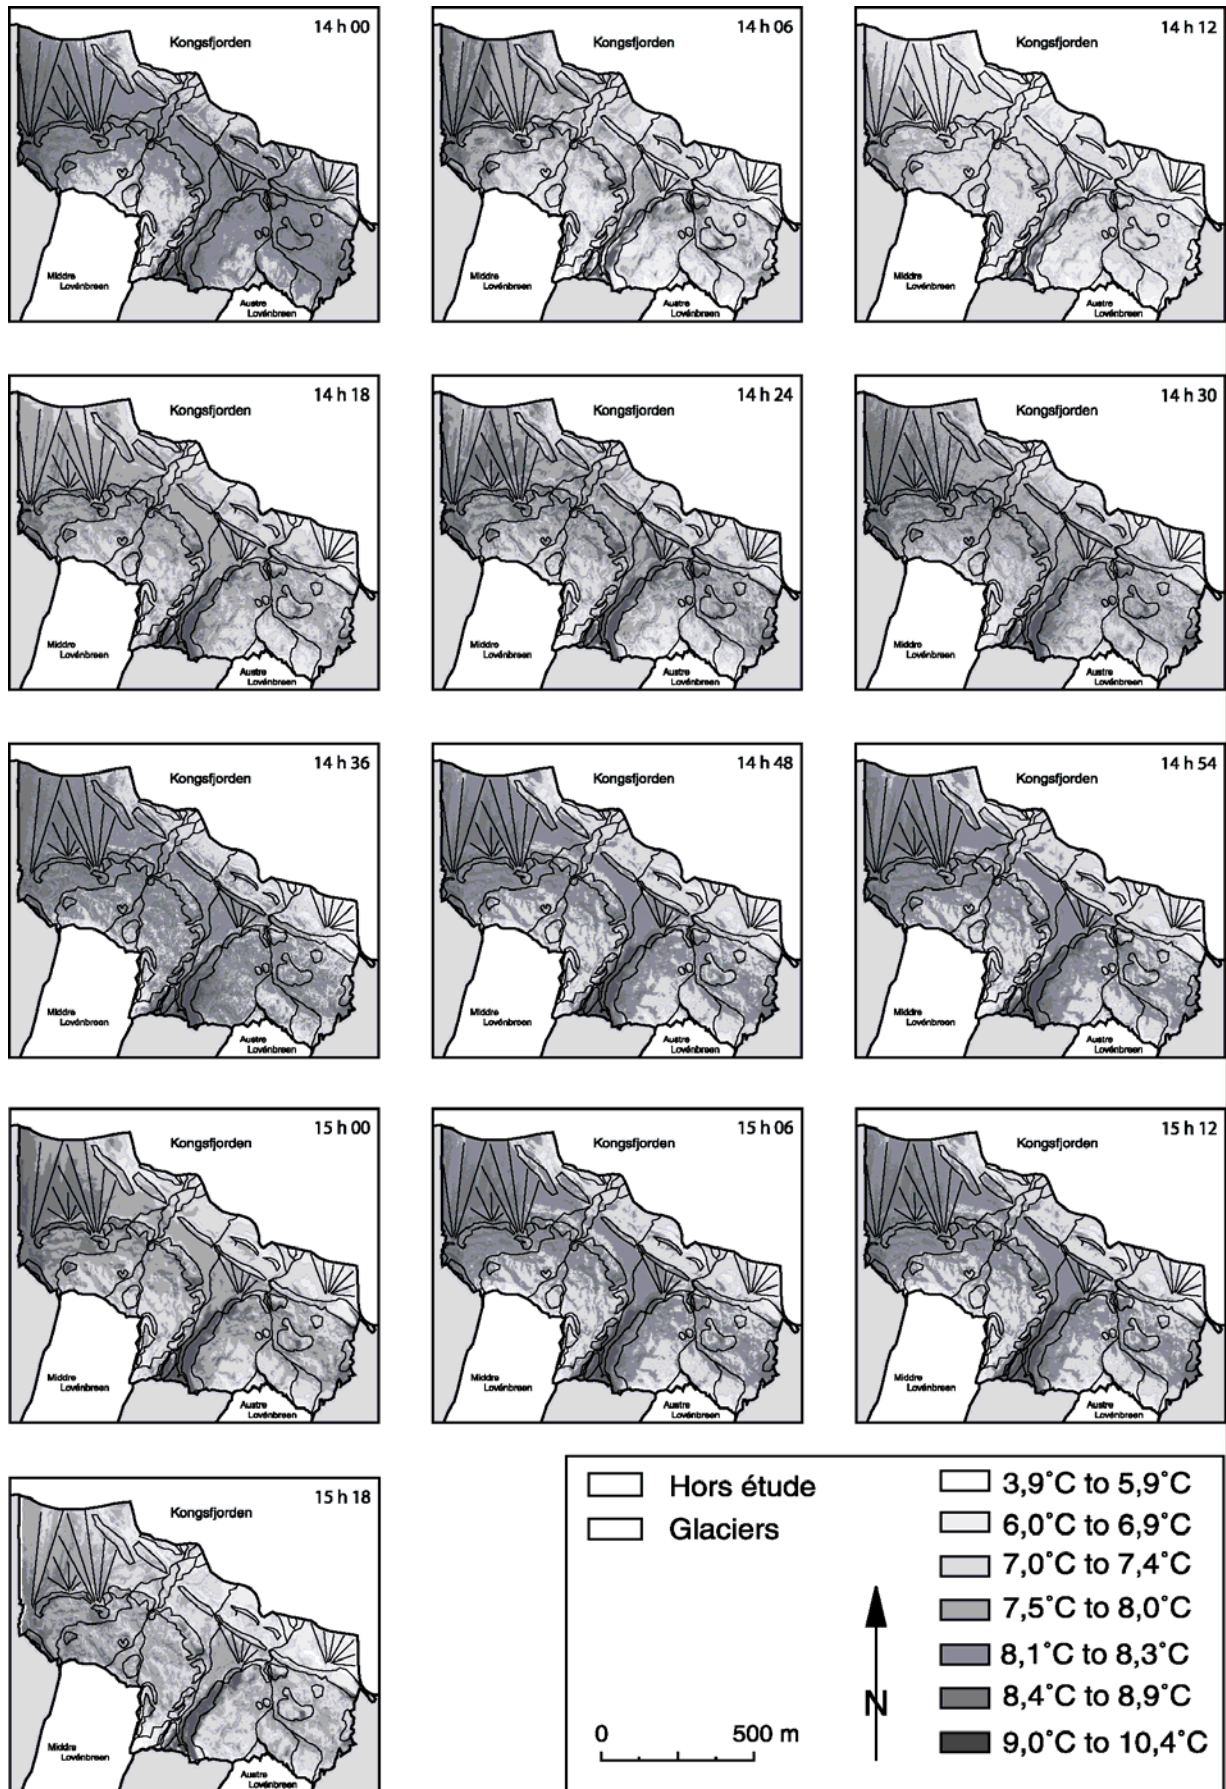 14 h 00
Kongsfjorden
Middre
Lovénbreen
Austre
Lovénbreen
14 h 06
Kongsfjorden
Middre
Lovénbreen
Austre
Lovénbreen
14 h 12
Kongsfjorden
Middre
Lovénbreen
Austre
Lovénbreen
14 h 18
Kongsfjorden
Middre
Lovénbreen
Austre
Lovénbreen
14 h 24
Kongsfjorden
Middre
Lovénbreen
Austre
Lovénbreen
14 h 30
Kongsfjorden
Middre
Lovénbreen
Austre
Lovénbreen
14 h 36
Kongsfjorden
Middre
Lovénbreen
Austre
Lovénbreen
14 h 48
Kongsfjorden
Middre
Lovénbreen
Austre
Lovénbreen
14 h 54
Kongsfjorden
Middre
Lovénbreen
Austre
Lovénbreen
15 h 00
Kongsfjorden
Middre
Lovénbreen
Austre
Lovénbreen
15 h 06
Kongsfjorden
Middre
Lovénbreen
Austre
Lovénbreen
15 h 12
Kongsfjorden
Middre
Lovénbreen
Austre
Lovénbreen
15 h 18
Kongsfjorden
Middre
Lovénbreen
Austre
Lovénbreen
Hors étude
Glaciers
3,9°C to 5,9°C
6,0°C to 6,9°C
7,0°C to 7,4°C
7,5°C to 8,0°C
8,1°C to 8,3°C
8,4°C to 8,9°C
9,0°C to 10,4°C
N
0 500 m